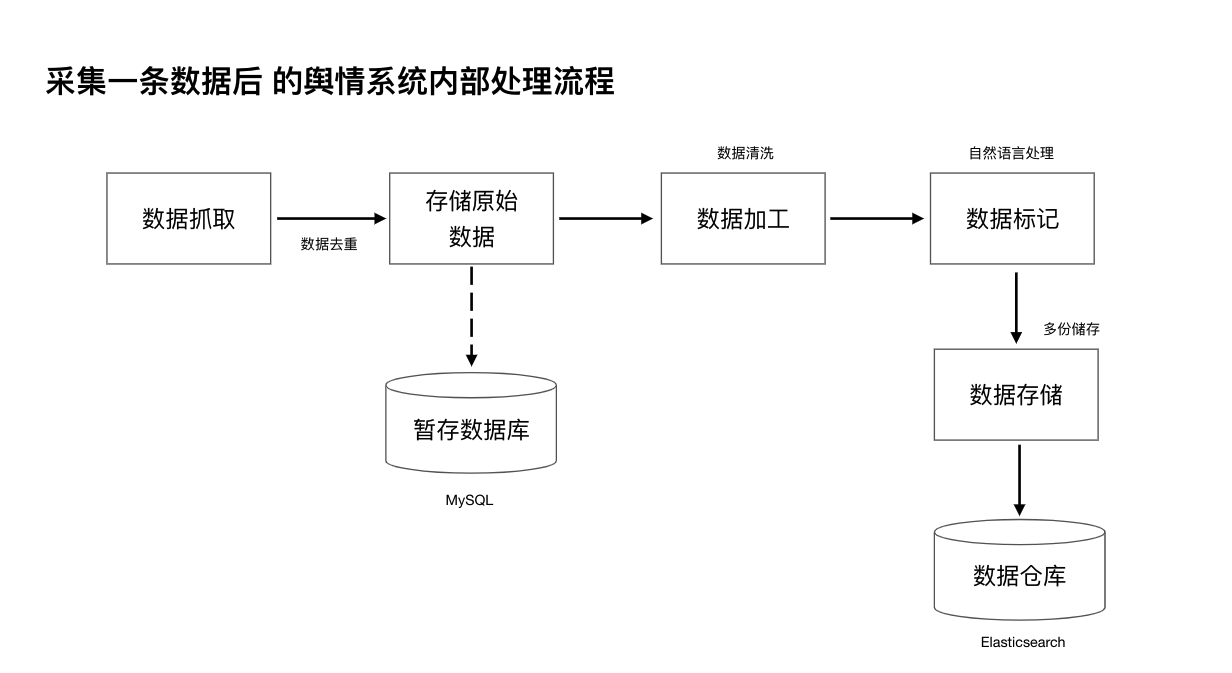 采集一条数据后 的舆情系统内部处理流程
数据清洗
自然语言处理
数据抓取
数据去重
存储原始
数据
数据加工
数据标记
多份储存
数据存储
暂存数据库
MySQL
数据仓库
Elasticsearch